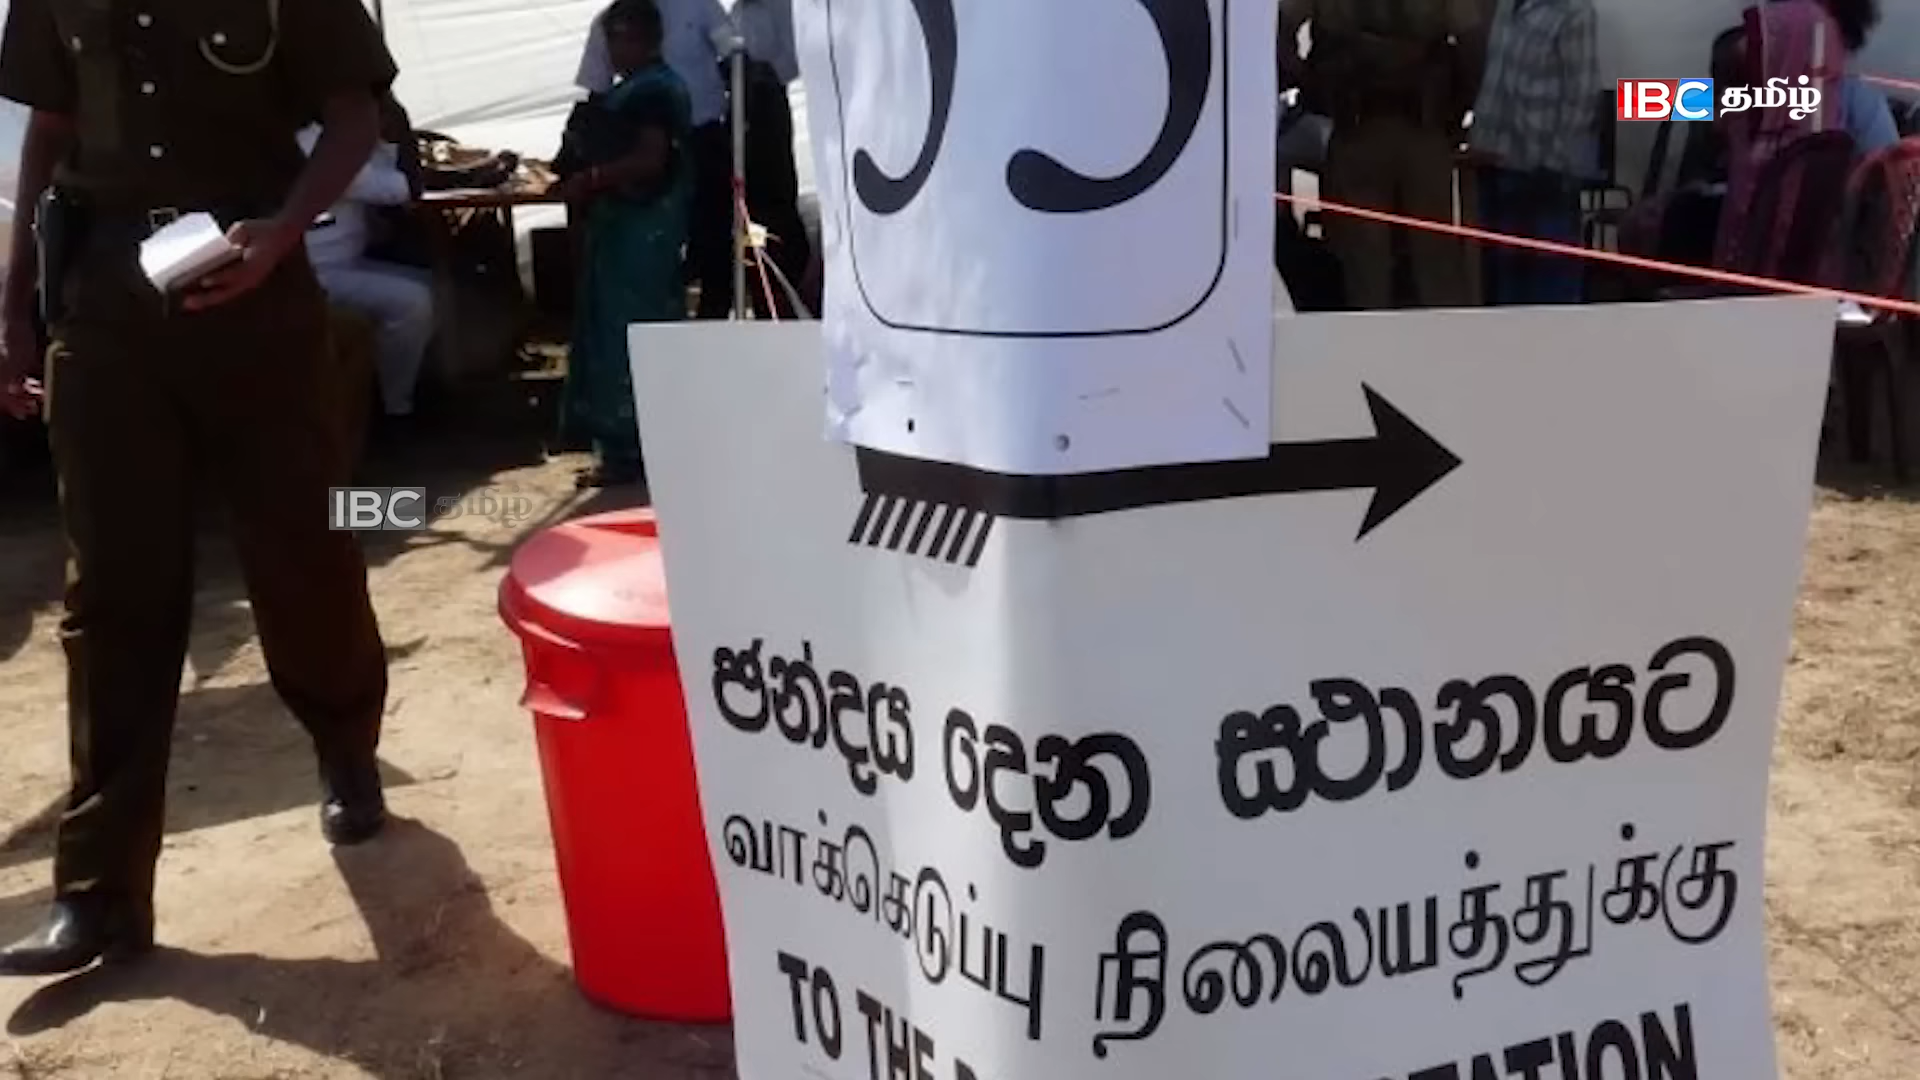 IBC தமிழ்
IBC தமிழ்
ඡන්දය දෙන ස්ථානයට
வாக்கெடுப்பு நிலையத்துக்கு
TO THE